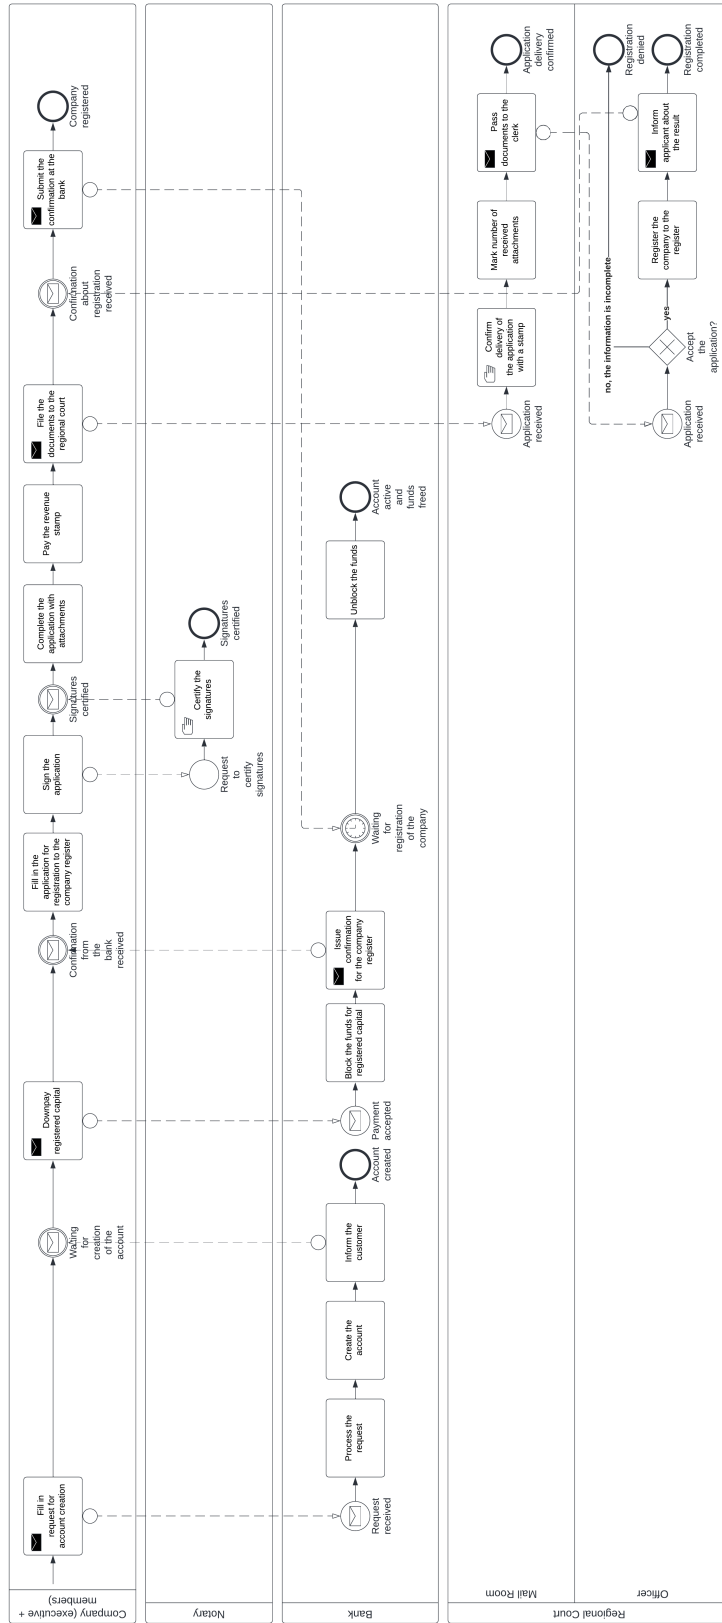 Company (executive +
members)
Fill in
request for
account creation
Waiting
for
creation
of the
account
Downpay
registered capital
Confirmation
from
the
bank
received
Fill in the
application for
registration to the
company register
Sign the
application
Signatures
certified
Complete the
application with
attachments
Pay the revenue
stamp
File the
documents to the
regional court
Confirmation
about
registration
received
Submit the
confirmation at the
bank
Company
registered
Notary
Request
to
certify
signatures
Certify the
signatures
Signatures
certified
Bank
Request
received
Process the
request
Create the
account
Inform the
customer
Account
created
Payment
accepted
Block the funds for
registered capital
Issue
confirmation
for the company
register
Waiting
for
registration
of the
company
Unblock the funds
Account
active
and
funds
freed
Regional Court
Mail Room
Application
received
Confirm
delivery of
the application
with a stamp
Mark number of
received
attachments
Pass
documents to the
clerk
Application
delivery
confirmed
Officer
Application
received
Accept
the
application?
no, the information is incomplete
yes
Register the
company to the
register
Inform
applicant about
the result
Registration
denied
Registration
completed